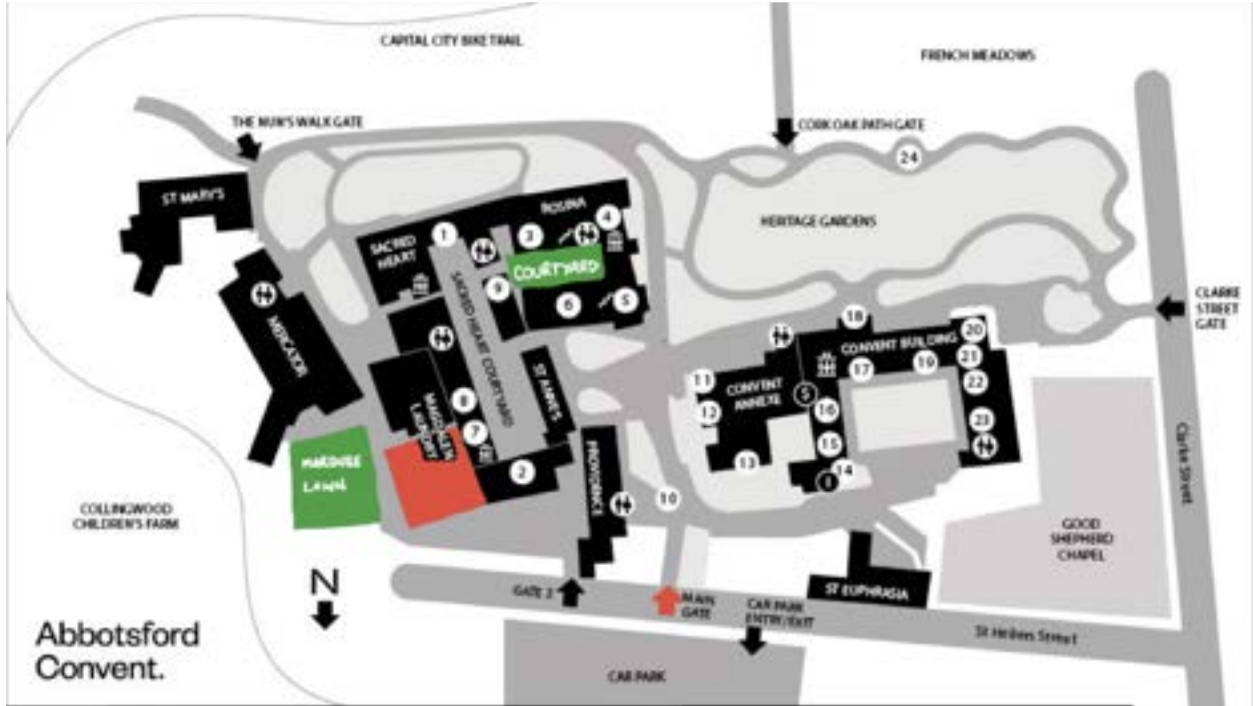 CAPITAL CITY BIKE TRAIL
FRENCH MEADOWS
THE NUN'S WALK GATE
CORK OAK PATH GATE
24
ST MARY'S
ROSINA
4
1
3
SACRED
HEART
HERITAGE GARDENS
COURTYARD
9
6
5
SACRED HEART COURTYARD
CLARKE
STREET
GATE
MERCATOR
18
20
CONVENT BUILDING
21
17
19
11
CONVENT
ANNEXE
22
$
12
16
ST ANNE'S
8
MAGDALEN
LAUNDRY
7
23
15
13
14
i
2
MARQUEE
LAWN
PROVIDENCE
10
Clarke Street
COLLINGWOOD
CHILDREN'S FARM
GOOD
SHEPHERD
CHAPEL
N
GATE 2
MAIN
GATE
CAR PARK
ENTRY/EXIT
ST EUPHRASIA
St Heliers Street
Abbotsford
Convent.
CAR PARK